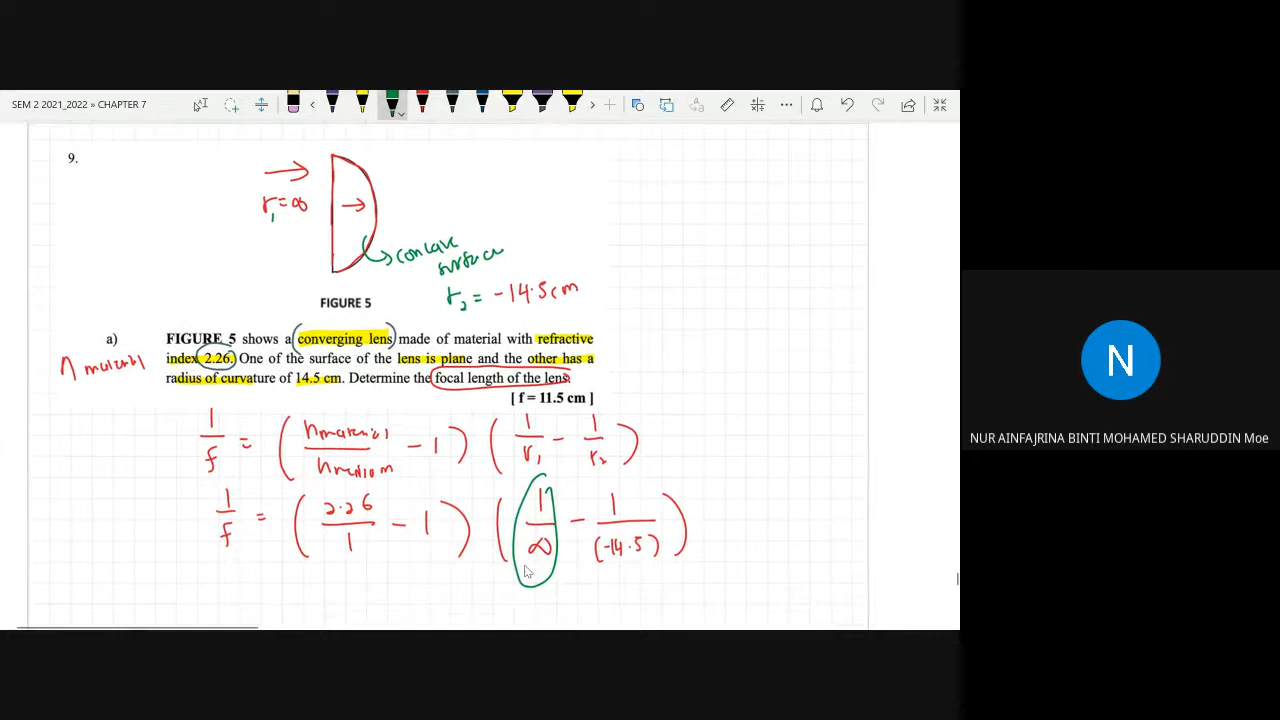 SEM 2 2021_2022 » CHAPTER 7
9.
r₁ = ∞
concave
surface
r₂ = -14.5cm
FIGURE 5
a) FIGURE 5 shows a converging lens made of material with refractive
index 2.26. One of the surface of the lens is plane and the other has a
n material
radius of curvature of 14.5 cm. Determine the focal length of the lens.
[ f = 11.5 cm ]
1/f = (nmaterial/nmedium - 1) (1/r₁ - 1/r₂)
1/f = (2.26/1 - 1) (1/∞ - 1/(-14.5))
N
NUR AINFAJRINA BINTI MOHAMED SHARUDDIN Moe